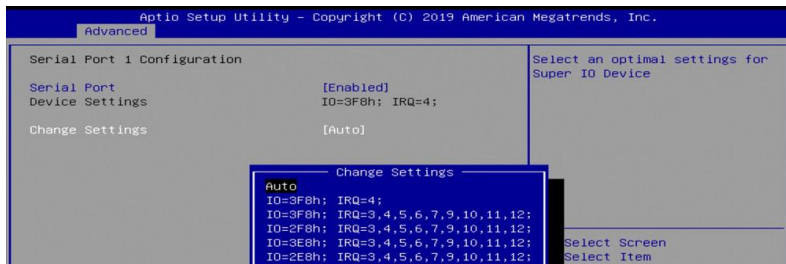 Aptio Setup Utility – Copyright (C) 2019 American Megatrends, Inc.
Advanced
Serial Port 1 Configuration
Serial Port [Enabled]
Device Settings IO=3F8h; IRQ=4;
Change Settings [Auto]
Select an optimal settings for
Super IO Device
Change Settings
Auto
IO=3F8h; IRQ=4;
IO=3F8h; IRQ=3,4,5,6,7,9,10,11,12;
IO=2F8h; IRQ=3,4,5,6,7,9,10,11,12;
IO=3E8h; IRQ=3,4,5,6,7,9,10,11,12;
IO=2E8h; IRQ=3,4,5,6,7,9,10,11,12;
Select Screen
Select Item